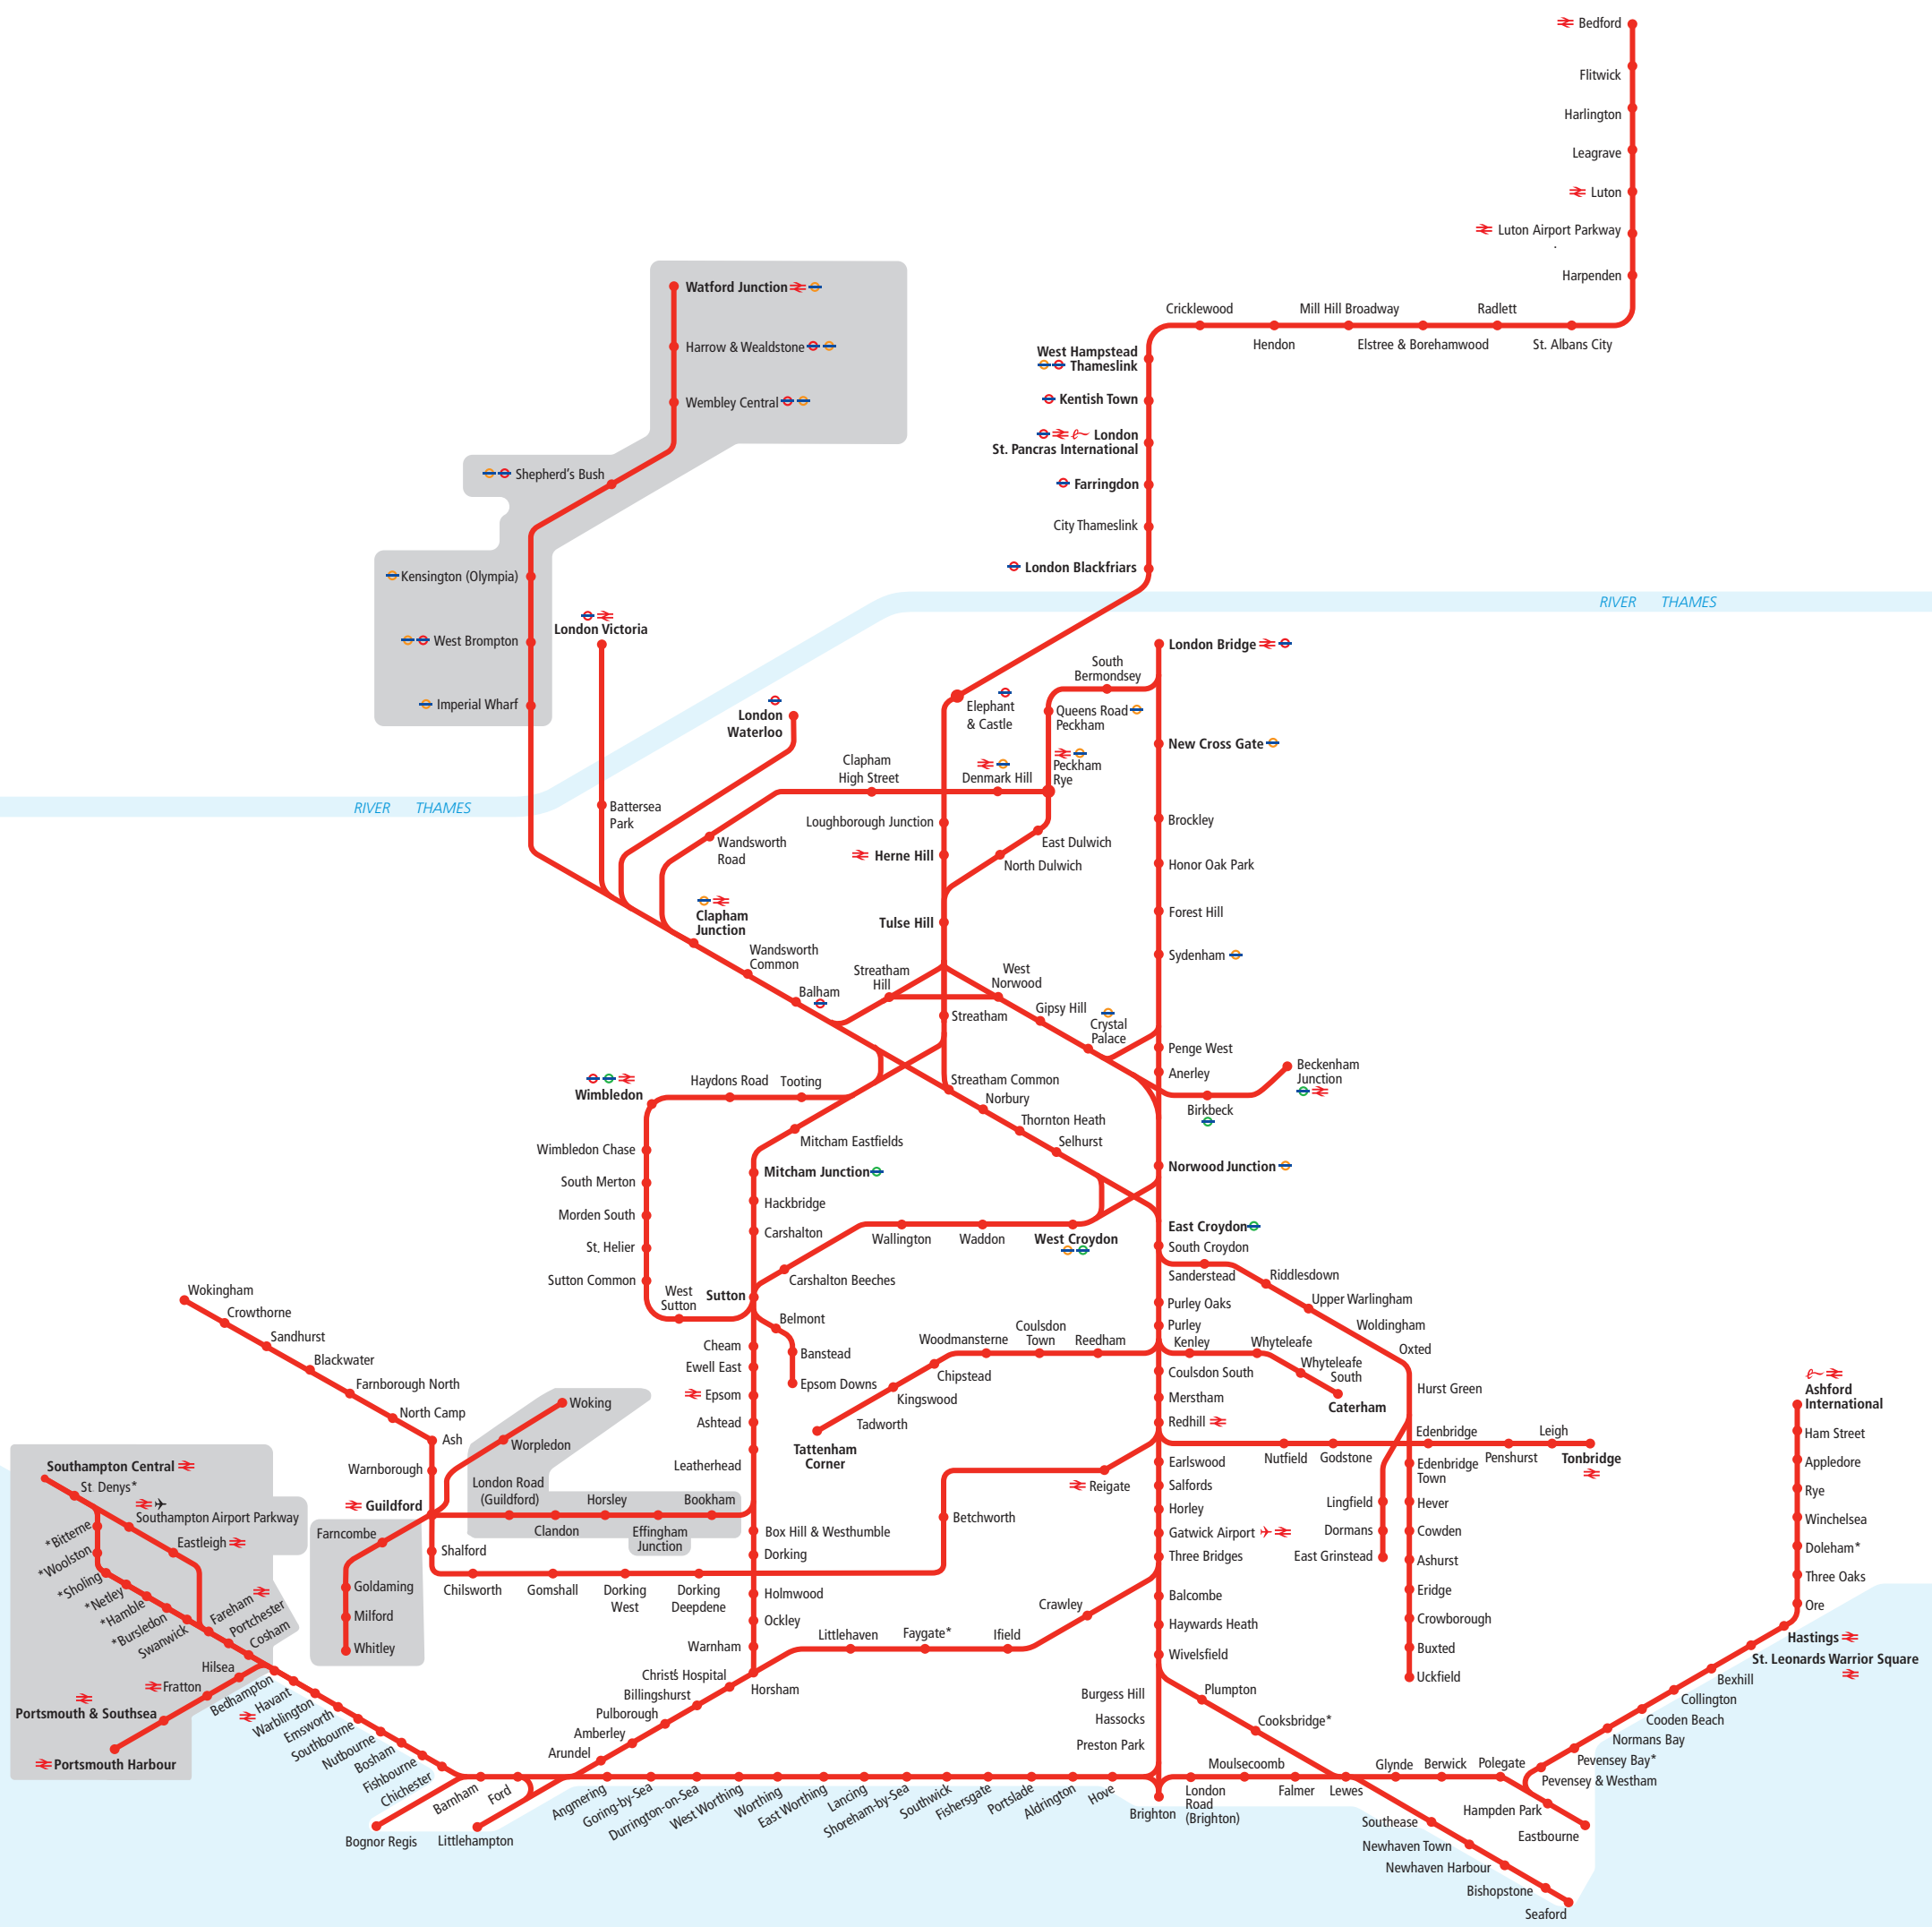 Bedford
Flitwick
Harlington
Leagrave
Luton
Luton Airport Parkway
Harpenden
Cricklewood
Mill Hill Broadway
Radlett
Hendon
Elstree & Borehamwood
St. Albans City
West Hampstead
Thameslink
Kentish Town
London
St. Pancras International
Farringdon
City Thameslink
London Blackfriars
Watford Junction
Harrow & Wealdstone
Wembley Central
Shepherd's Bush
Kensington (Olympia)
West Brompton
Imperial Wharf
RIVER THAMES
RIVER THAMES
London Victoria
Battersea
Park
London
Waterloo
Wandsworth
Road
Clapham
High Street
Denmark Hill
Peckham
Rye
Queens Road
Peckham
South
Bermondsey
London Bridge
Elephant
& Castle
New Cross Gate
Brockley
Honor Oak Park
Forest Hill
Sydenham
Penge West
Anerley
Loughborough Junction
Herne Hill
East Dulwich
North Dulwich
Tulse Hill
Clapham
Junction
Wandsworth
Common
Balham
Streatham
Hill
West
Norwood
Gipsy Hill
Crystal
Palace
Streatham
Beckenham
Junction
Birkbeck
Streatham Common
Norbury
Thornton Heath
Selhurst
Norwood Junction
East Croydon
South Croydon
Wimbledon
Haydons Road
Tooting
Wimbledon Chase
South Merton
Morden South
St. Helier
Sutton Common
West
Sutton
Sutton
Mitcham Eastfields
Mitcham Junction
Hackbridge
Carshalton
Wallington
Waddon
West Croydon
Carshalton Beeches
Belmont
Banstead
Epsom Downs
Cheam
Ewell East
Epsom
Ashtead
Leatherhead
Box Hill & Westhumble
Dorking
Holmwood
Ockley
Warnham
Horsham
Sanderstead
Riddlesdown
Upper Warlingham
Woldingham
Oxted
Hurst Green
Purley Oaks
Purley
Kenley
Whyteleafe
Whyteleafe
South
Caterham
Reedham
Coulsdon
Town
Woodmansterne
Chipstead
Kingswood
Tadworth
Tattenham
Corner
Coulsdon South
Merstham
Redhill
Earlswood
Salfords
Horley
Gatwick Airport
Three Bridges
Balcombe
Haywards Heath
Wivelsfield
Burgess Hill
Hassocks
Preston Park
Brighton
Nutfield
Godstone
Edenbridge
Penshurst
Leigh
Tonbridge
Edenbridge
Town
Hever
Cowden
Ashurst
Eridge
Crowborough
Buxted
Uckfield
Lingfield
Dormans
East Grinstead
Reigate
Betchworth
Dorking
Deepdene
Dorking
West
Gomshall
Chilsworth
Shalford
Guildford
Warnborough
Ash
North Camp
Farnborough North
Blackwater
Sandhurst
Crowthorne
Wokingham
Woking
Worpledon
London Road
(Guildford)
Clandon
Horsley
Effingham
Junction
Bookham
Farncombe
Goldaming
Milford
Whitley
Southampton Central
St. Denys*
Southampton Airport Parkway
Eastleigh
*Bitterne
*Woolston
*Sholing
*Netley
*Hamble
*Bursledon
Swanwick
Fareham
Portchester
Cosham
Hilsea
Fratton
Portsmouth & Southsea
Portsmouth Harbour
Bedhampton
Havant
Warblington
Emsworth
Southbourne
Nutbourne
Bosham
Fishbourne
Chichester
Bognor Regis
Barnham
Ford
Littlehampton
Crawley
Ifield
Faygate*
Littlehaven
Christ's Hospital
Billingshurst
Pulborough
Amberley
Arundel
Angmering
Goring-by-Sea
Durrington-on-Sea
West Worthing
Worthing
East Worthing
Lancing
Shoreham-by-Sea
Southwick
Fishersgate
Portslade
Aldrington
Hove
Plumpton
Cooksbridge*
London
Road
(Brighton)
Moulsecoomb
Falmer
Lewes
Glynde
Berwick
Polegate
Southease
Newhaven Town
Newhaven Harbour
Bishopstone
Seaford
Hampden Park
Eastbourne
Pevensey & Westham
Pevensey Bay*
Normans Bay
Cooden Beach
Collington
Bexhill
St. Leonards Warrior Square
Hastings
Ore
Three Oaks
Doleham*
Winchelsea
Rye
Appledore
Ham Street
Ashford
International